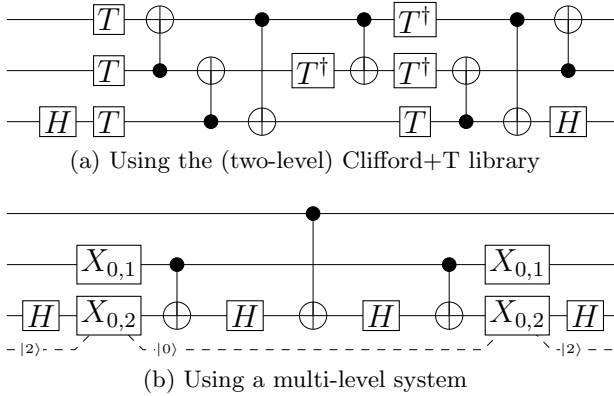 T T†
T T† T†
H T T H
(a) Using the (two-level) Clifford+T library
X0,1 X0,1
H X0,2 H H X0,2 H
|2⟩ |0⟩ |2⟩
(b) Using a multi-level system